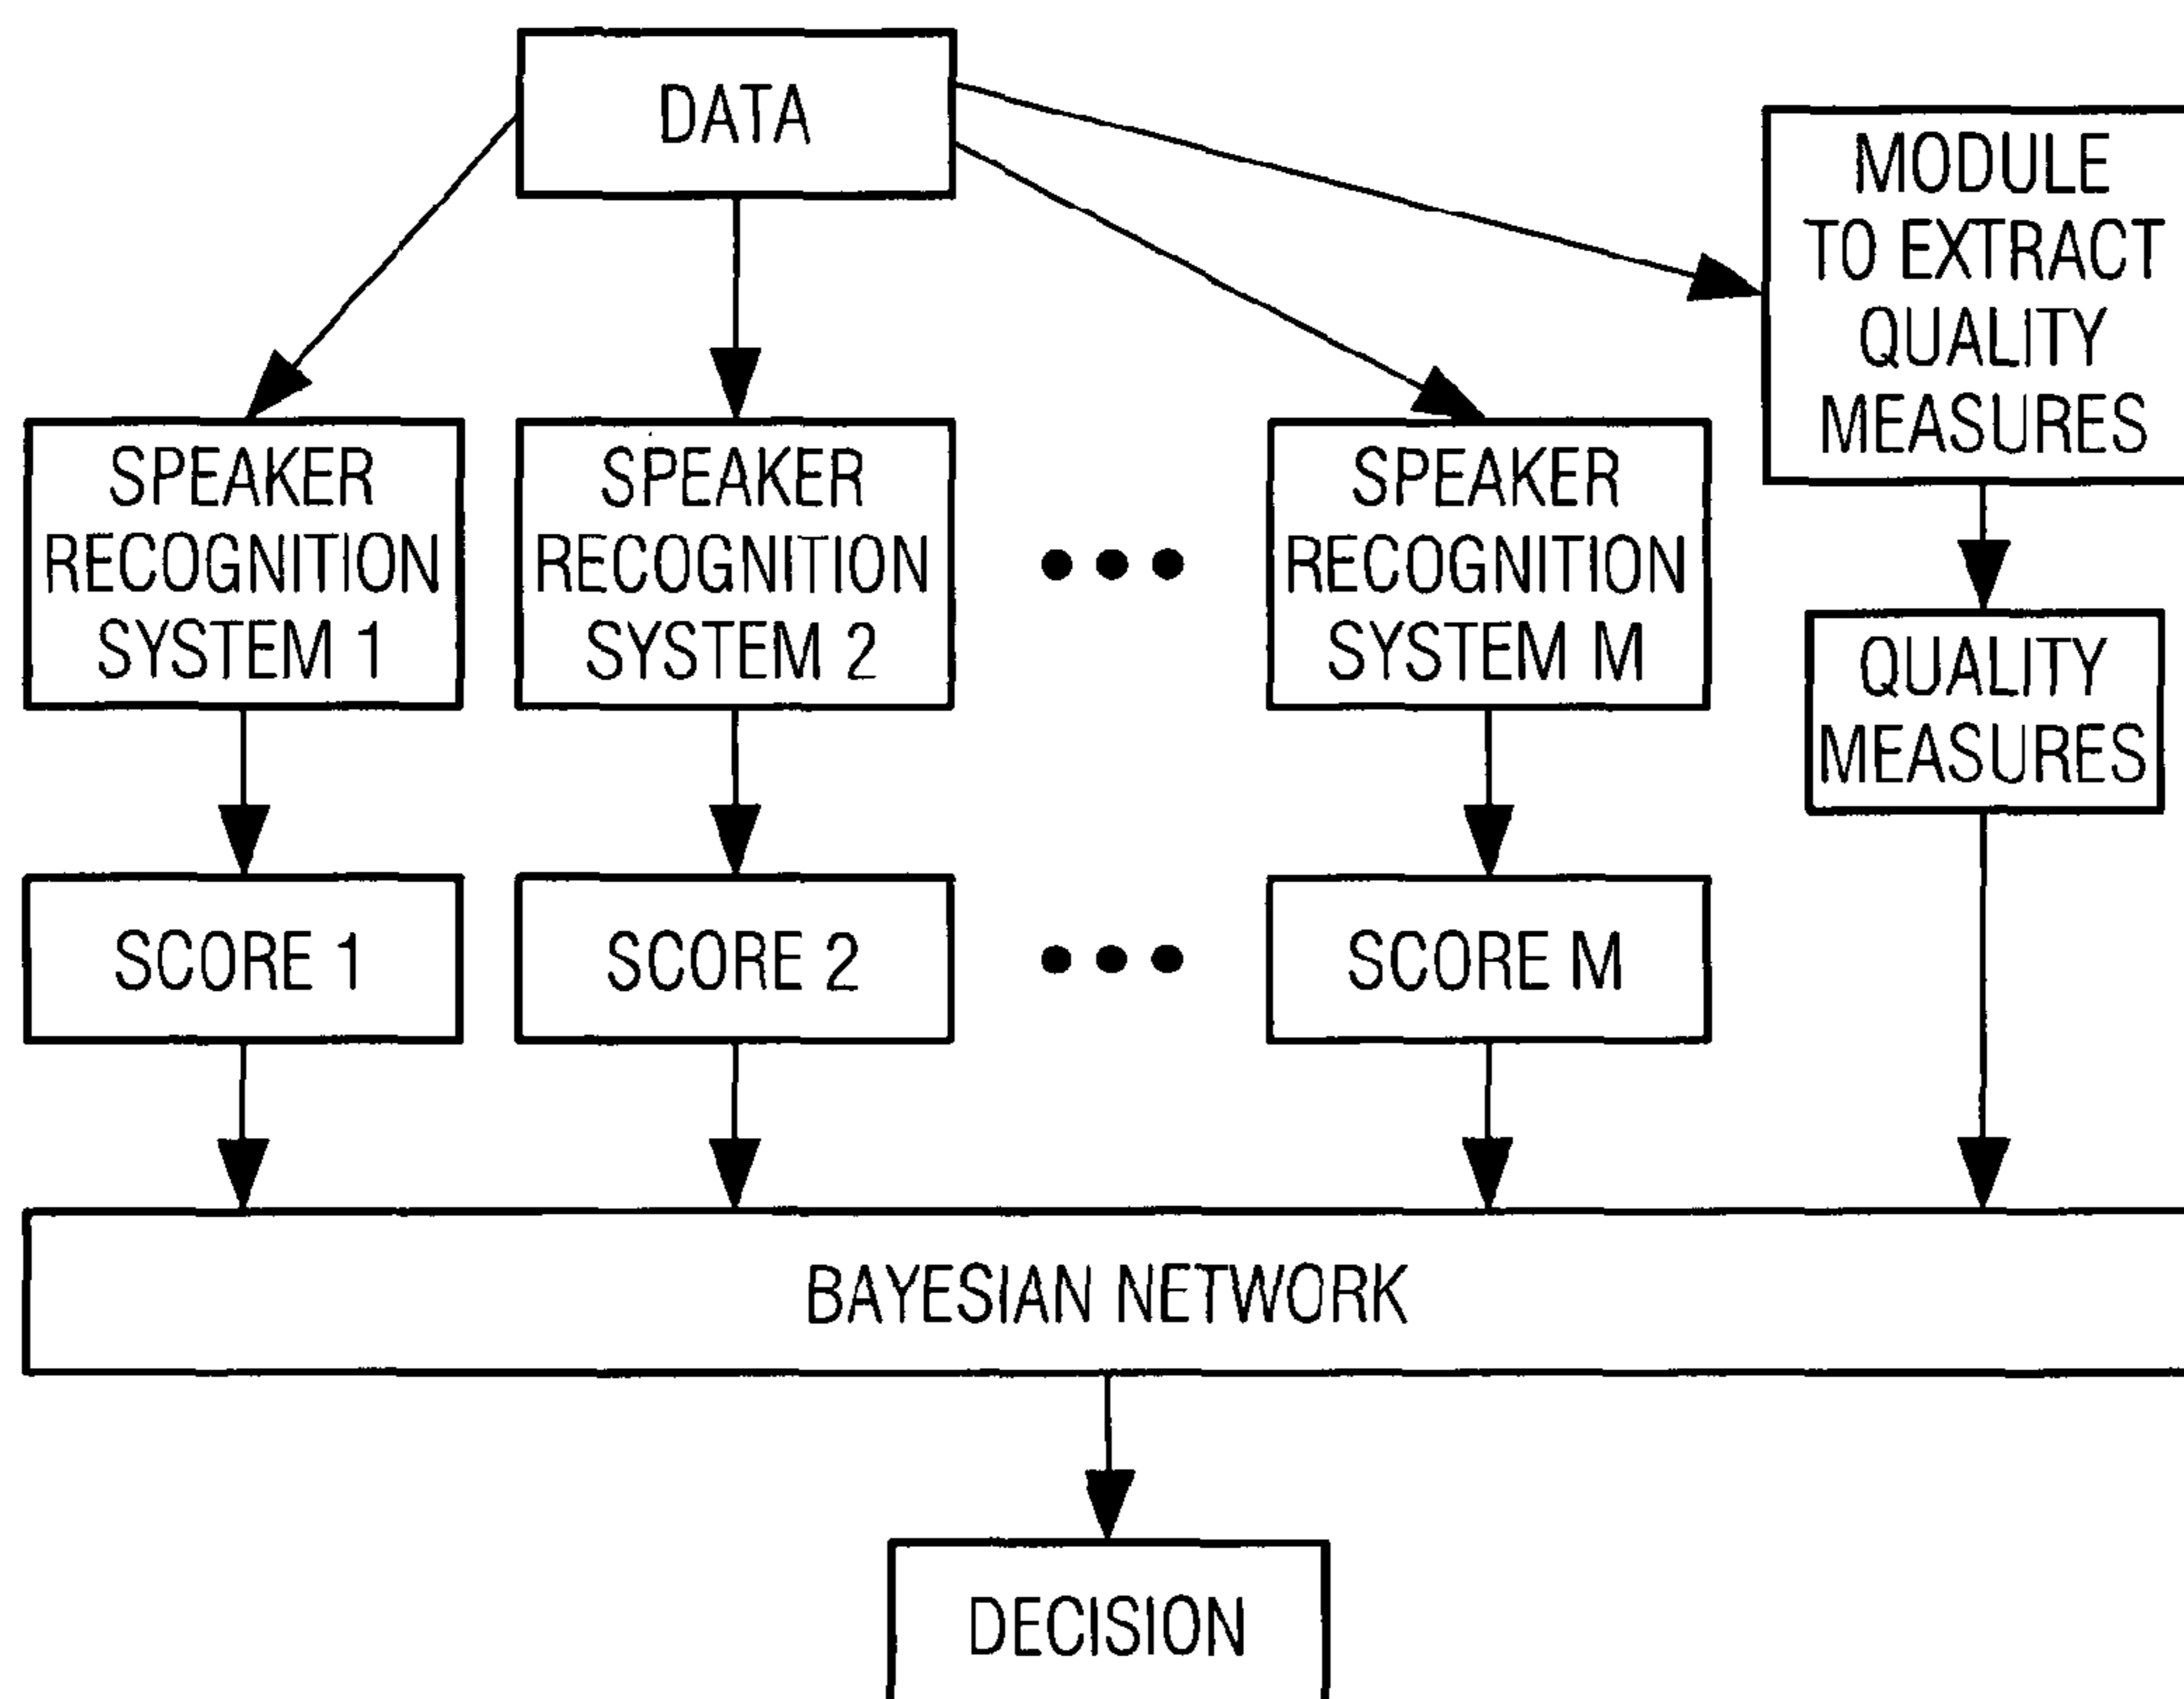 DATA
MODULE
TO EXTRACT
QUALITY
MEASURES
SPEAKER
RECOGNITION
SYSTEM 1
SPEAKER
RECOGNITION
SYSTEM 2
SPEAKER
RECOGNITION
SYSTEM M
QUALITY
MEASURES
SCORE 1
SCORE 2
SCORE M
BAYESIAN NETWORK
DECISION